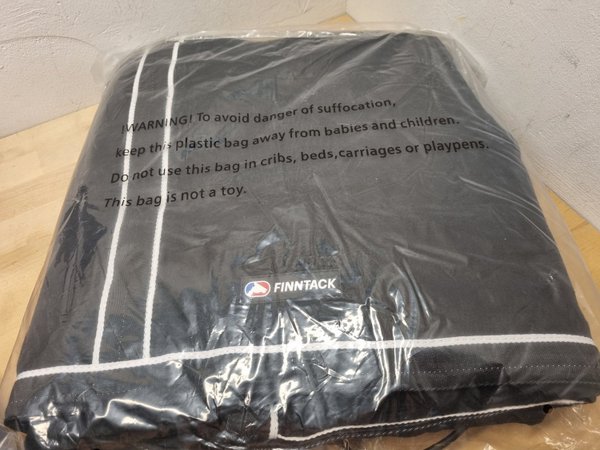 !WARNING! To avoid danger of suffocation,
keep this plastic bag away from babies and children.
Do not use this bag in cribs, beds,carriages or playpens.
This bag is not a toy.
FINNTACK